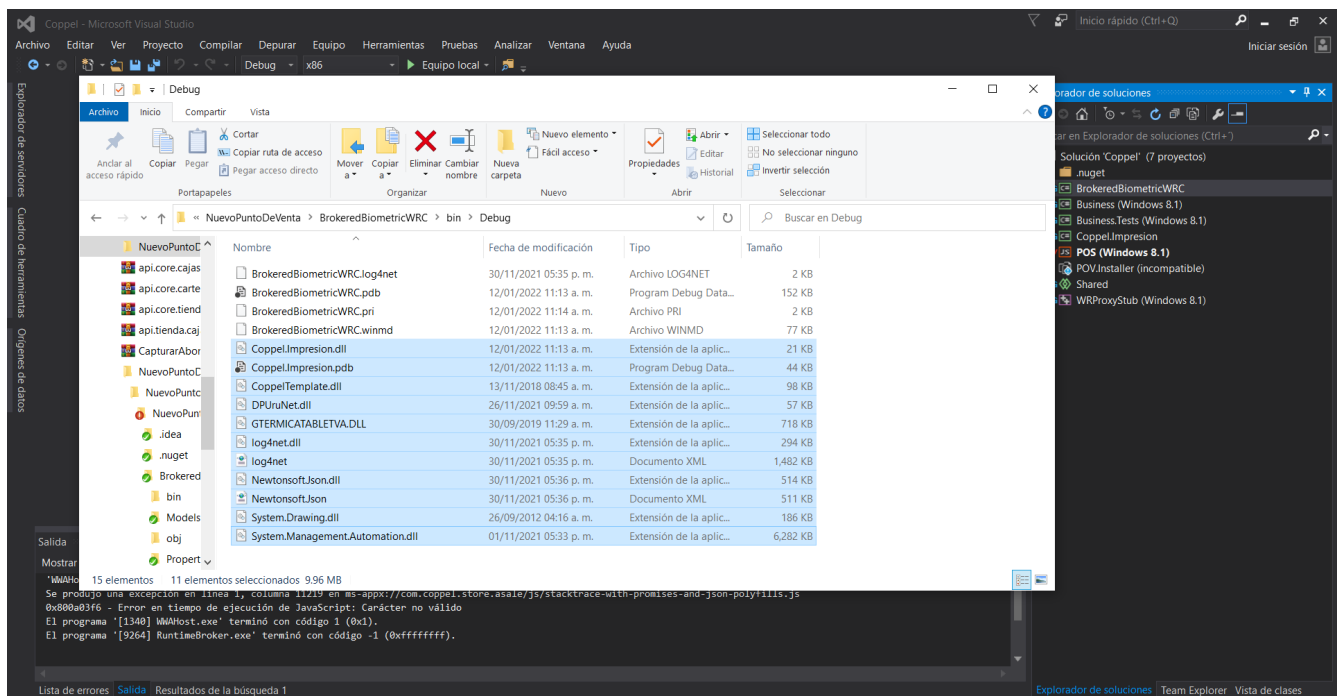 Coppel - Microsoft Visual Studio
Inicio rápido (Ctrl+Q)
Archivo Editar Ver Proyecto Compilar Depurar Equipo Herramientas Pruebas Analizar Ventana Ayuda
Iniciar sesión
Debug x86 Equipo local
Explorador de servidores
Cuadro de herramientas
Orígenes de datos
Debug
Archivo Inicio Compartir Vista
Anclar al acceso rápido
Copiar
Pegar
Cortar
Copiar ruta de acceso
Pegar acceso directo
Portapapeles
Mover a
Copiar a
Eliminar
Cambiar nombre
Organizar
Nueva carpeta
Nuevo elemento
Fácil acceso
Nuevo
Propiedades
Abrir
Editar
Historial
Abrir
Seleccionar todo
No seleccionar ninguno
Invertir selección
Seleccionar
« NuevoPuntoDeVenta > BrokeredBiometricWRC > bin > Debug
Buscar en Debug
NuevoPuntoD
api.core.cajas
api.core.carte
api.core.tiend
api.tienda.caj
CapturarAbor
NuevoPuntoD
NuevoPunto
NuevoPun
.idea
.nuget
Brokered
bin
Models
obj
Propert
Nombre Fecha de modificación Tipo Tamaño
BrokeredBiometricWRC.log4net 30/11/2021 05:35 p. m. Archivo LOG4NET 2 KB
BrokeredBiometricWRC.pdb 12/01/2022 11:13 a. m. Program Debug Data... 152 KB
BrokeredBiometricWRC.pri 12/01/2022 11:14 a. m. Archivo PRI 2 KB
BrokeredBiometricWRC.winmd 12/01/2022 11:13 a. m. Archivo WINMD 77 KB
Coppel.Impresion.dll 12/01/2022 11:13 a. m. Extensión de la aplic... 21 KB
Coppel.Impresion.pdb 12/01/2022 11:13 a. m. Program Debug Data... 44 KB
CoppelTemplate.dll 13/11/2018 08:45 a. m. Extensión de la aplic... 98 KB
DPUruNet.dll 26/11/2021 09:59 a. m. Extensión de la aplic... 57 KB
GTERMICATABLETVA.DLL 30/09/2019 11:29 a. m. Extensión de la aplic... 718 KB
log4net.dll 30/11/2021 05:35 p. m. Extensión de la aplic... 294 KB
log4net 30/11/2021 05:35 p. m. Documento XML 1,482 KB
Newtonsoft.Json.dll 30/11/2021 05:36 p. m. Extensión de la aplic... 514 KB
Newtonsoft.Json 30/11/2021 05:36 p. m. Documento XML 511 KB
System.Drawing.dll 26/09/2012 04:16 a. m. Extensión de la aplic... 186 KB
System.Management.Automation.dll 01/11/2021 05:33 p. m. Extensión de la aplic... 6,282 KB
15 elementos 11 elementos seleccionados 9.96 MB
orador de soluciones
car en Explorador de soluciones (Ctrl+´)
Solución 'Coppel' (7 proyectos)
.nuget
BrokeredBiometricWRC
Business (Windows 8.1)
Business.Tests (Windows 8.1)
Coppel.Impresion
POS (Windows 8.1)
POV.Installer (incompatible)
Shared
WRProxyStub (Windows 8.1)
Salida
Mostrar
'WWAHo
Se produjo una excepción en línea 1, columna 11219 en ms-appx://com.coppel.store.asale/js/stacktrace-with-promises-and-json-polyfills.js
0x800a03f6 - Error en tiempo de ejecución de JavaScript: Carácter no válido
El programa '[1340] WWAHost.exe' terminó con código 1 (0x1).
El programa '[9264] RuntimeBroker.exe' terminó con código -1 (0xffffffff).
Lista de errores Salida Resultados de la búsqueda 1
Explorador de soluciones Team Explorer Vista de clases